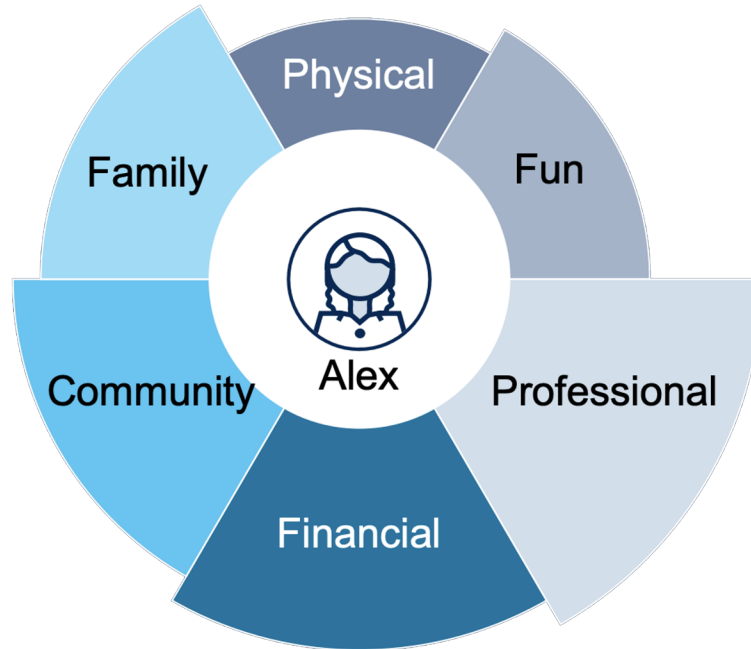 Physical
Fun
Family
Alex
Community
Professional
Financial